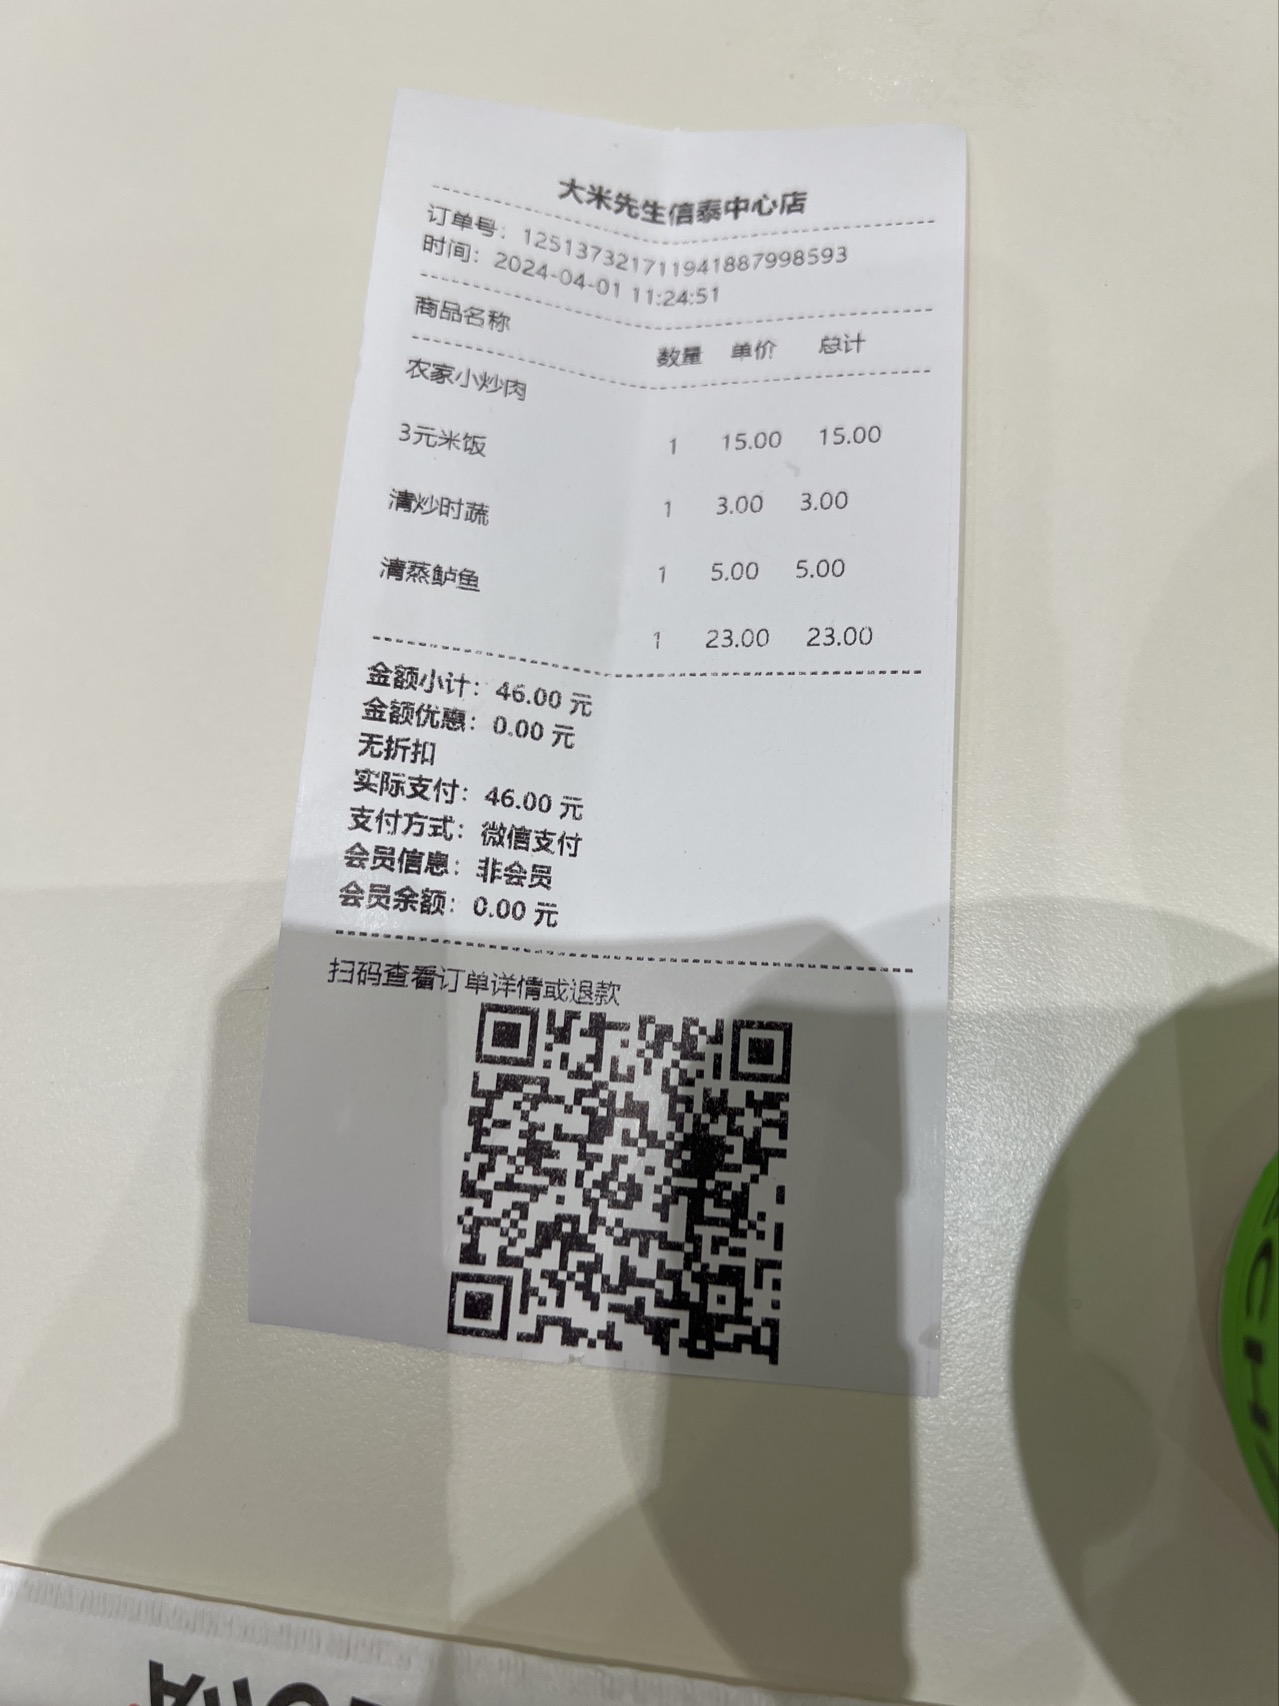 大米先生信泰中心店
订单号：1251373217119418879​98593
时间：2024-04-01 11:24:51
商品名称 数量 单价 总计
农家小炒肉
1 15.00 15.00
3元米饭
1 3.00 3.00
清炒时蔬
1 5.00 5.00
清蒸鲈鱼
1 23.00 23.00
金额小计：46.00 元
金额优惠：0.00 元
无折扣
实际支付：46.00 元
支付方式：微信支付
会员信息：非会员
会员余额：0.00 元
扫码查看订单详情或退款